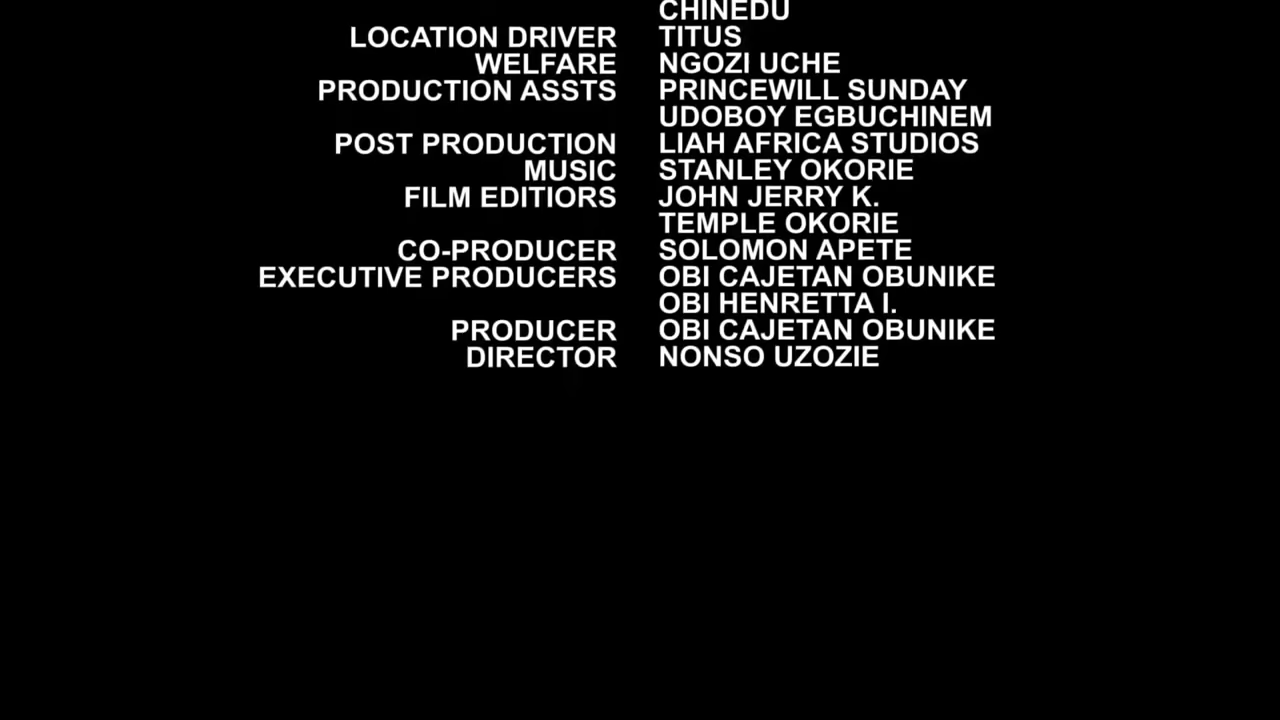 CHINEDU
LOCATION DRIVER TITUS
WELFARE NGOZI UCHE
PRODUCTION ASSTS PRINCEWILL SUNDAY
UDOBOY EGBUCHINEM
POST PRODUCTION LIAH AFRICA STUDIOS
MUSIC STANLEY OKORIE
FILM EDITIORS JOHN JERRY K.
TEMPLE OKORIE
CO-PRODUCER SOLOMON APETE
EXECUTIVE PRODUCERS OBI CAJETAN OBUNIKE
OBI HENRETTA I.
PRODUCER OBI CAJETAN OBUNIKE
DIRECTOR NONSO UZOZIE